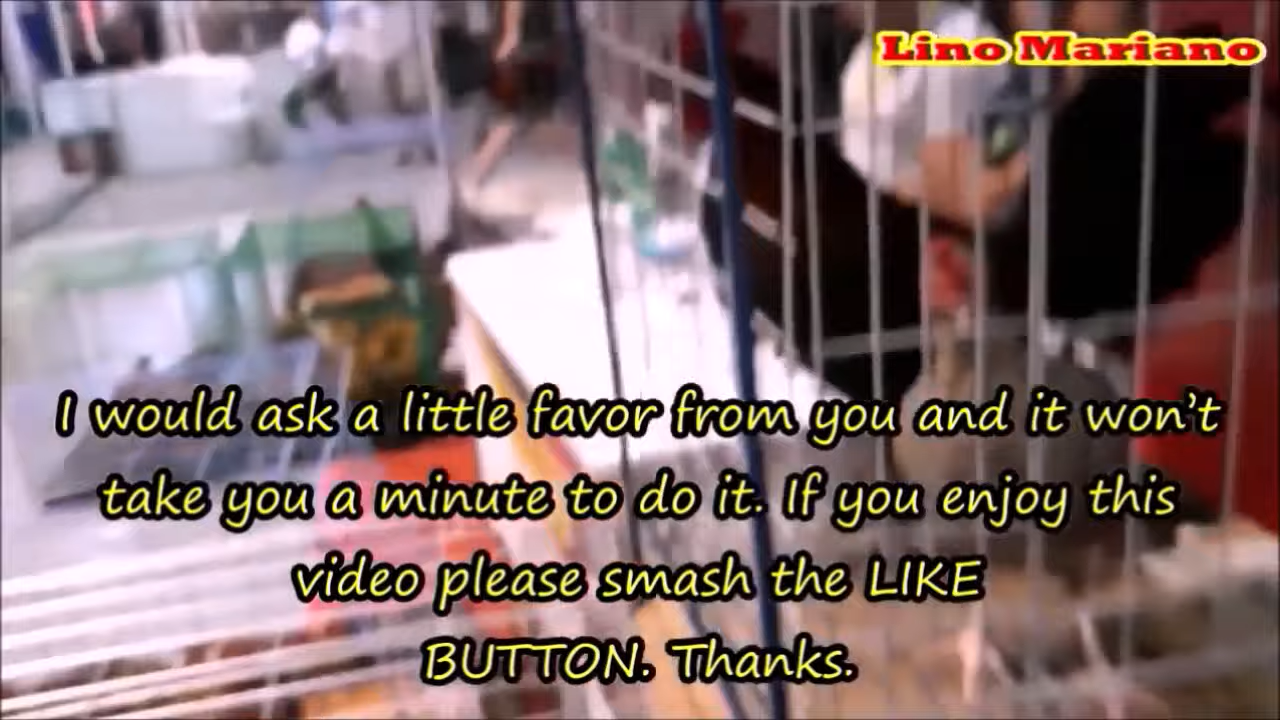 Lino Mariano
I would ask a little favor from you and it won't
take you a minute to do it. If you enjoy this
video please smash the LIKE
BUTTON. Thanks.